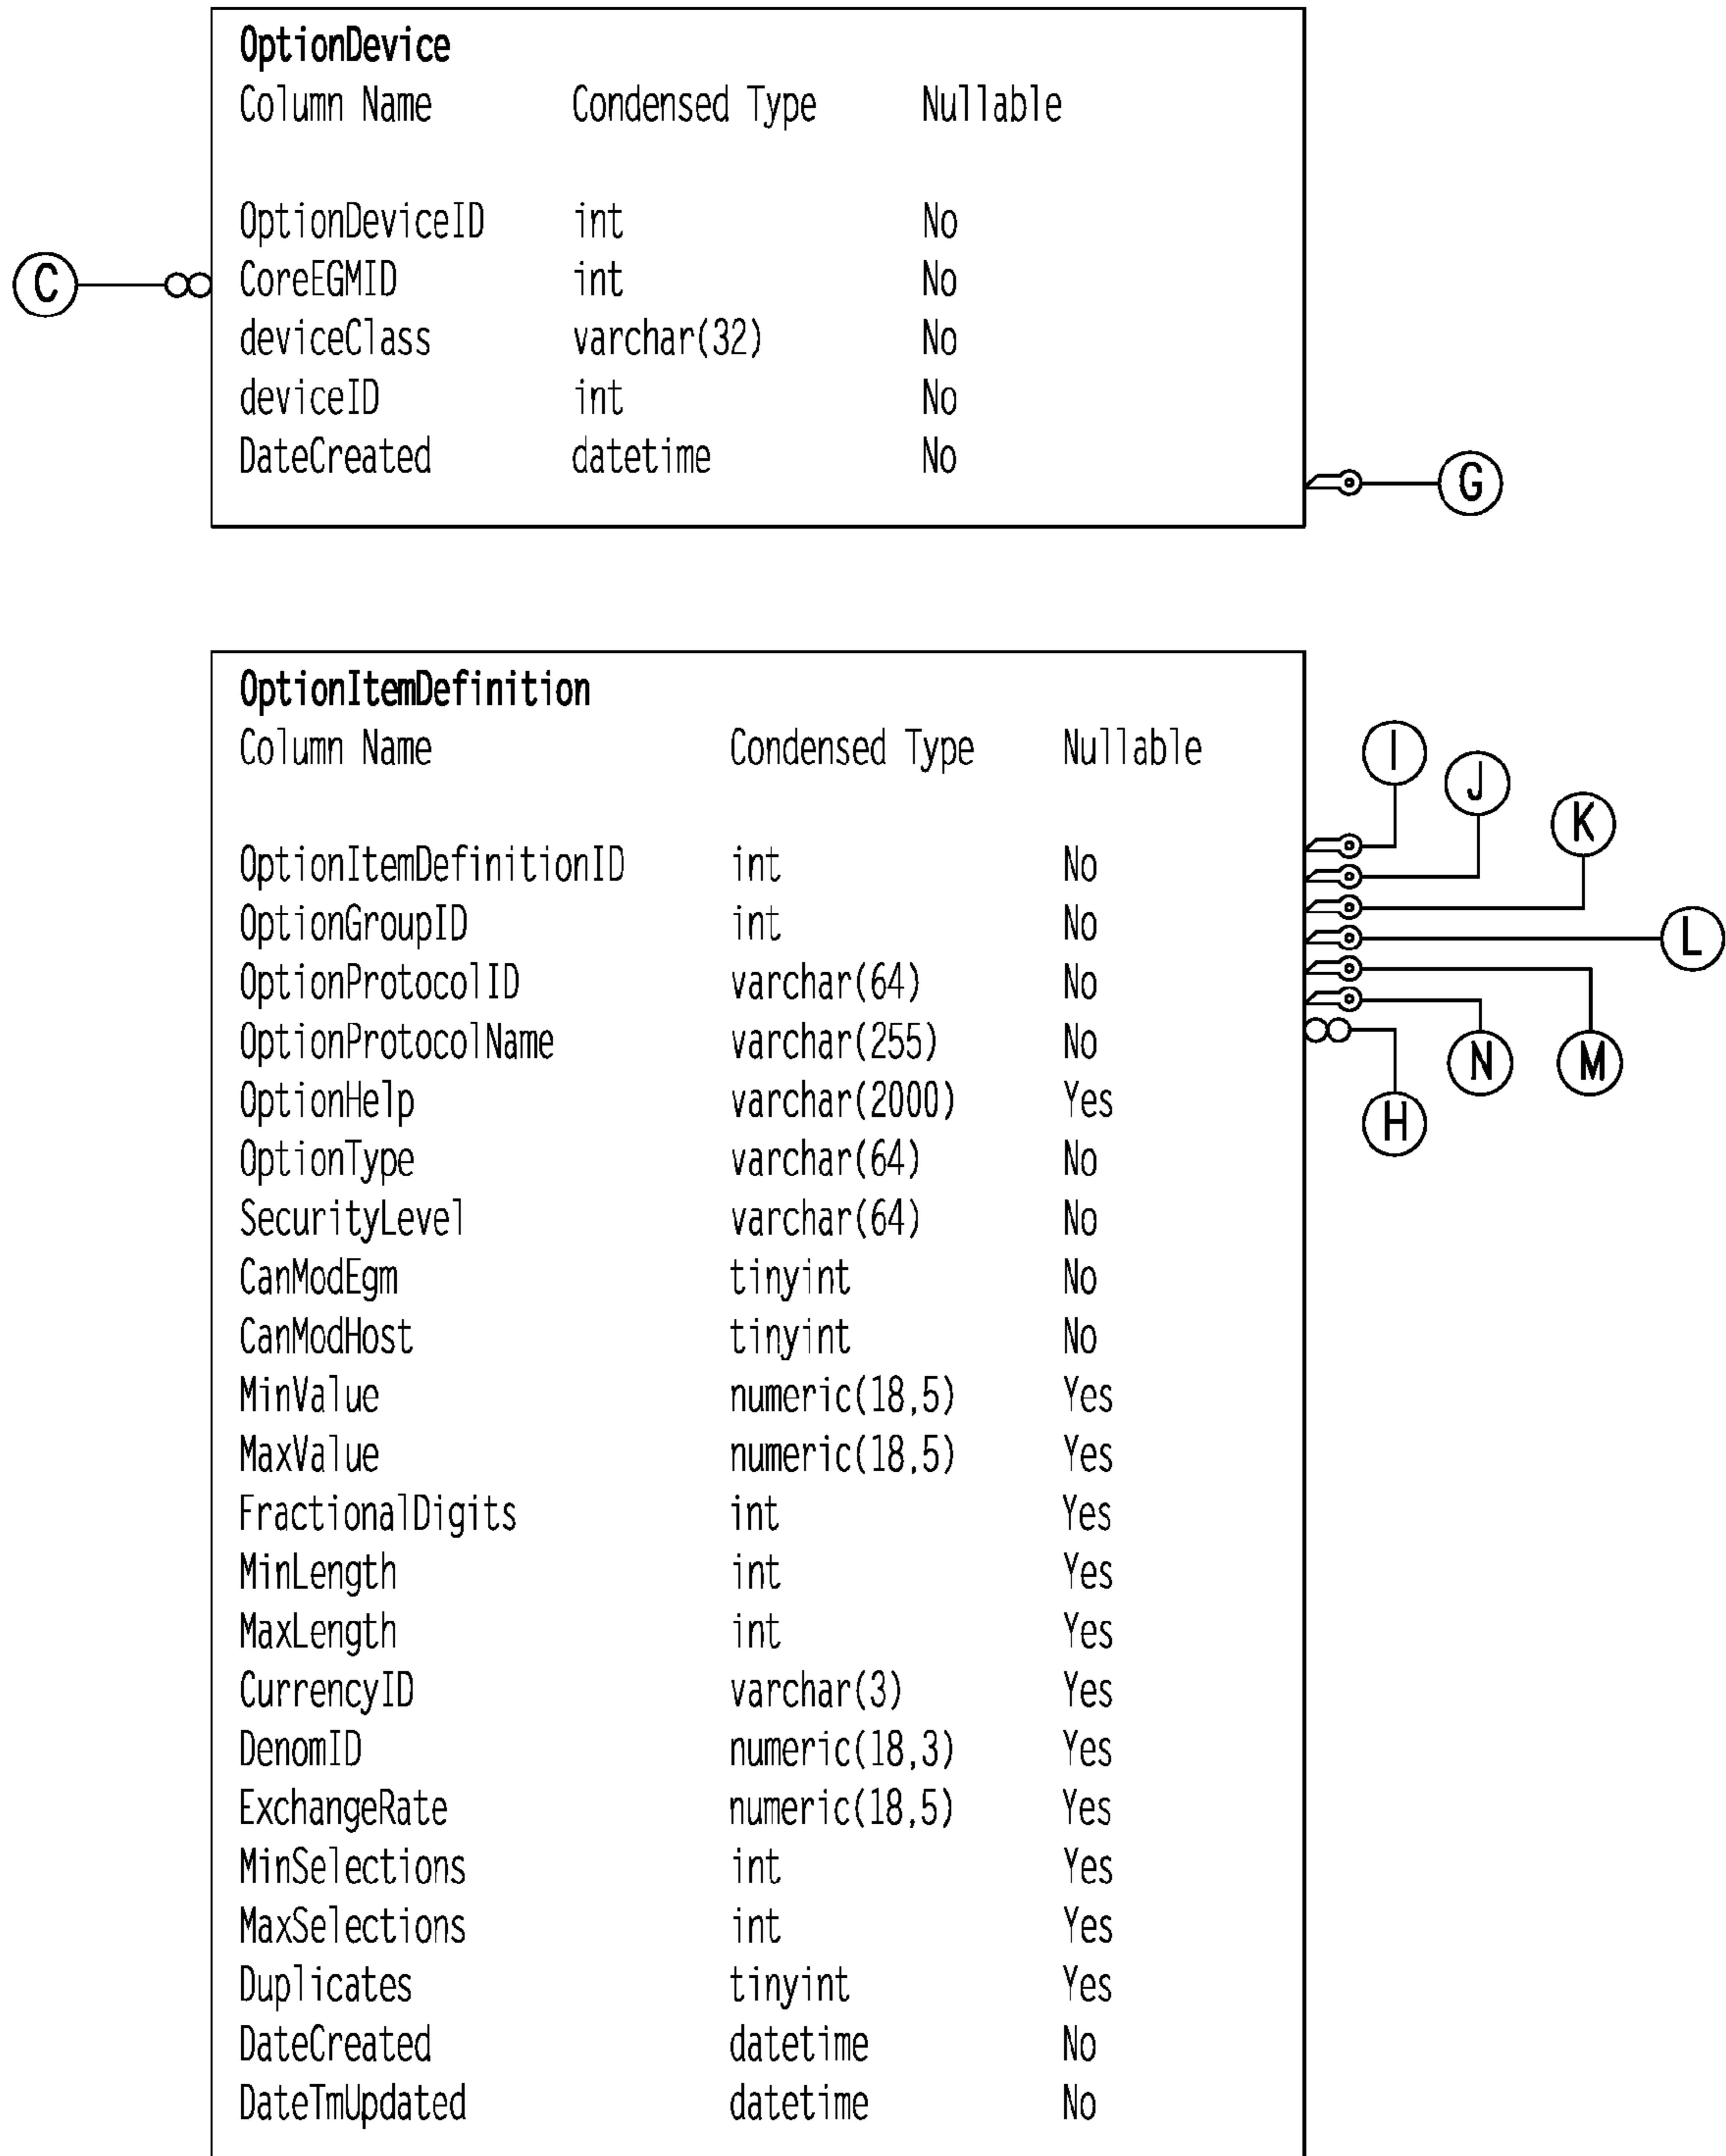 OptionDevice
Column Name Condensed Type Nullable
OptionDeviceID int No
C CoreEGMID int No
deviceClass varchar(32) No
deviceID int No
DateCreated datetime No
G
OptionItemDefinition
Column Name Condensed Type Nullable
I
J
K
OptionItemDefinitionID int No
OptionGroupID int No
L
OptionProtocolID varchar(64) No
OptionProtocolName varchar(255) No
N M
OptionHelp varchar(2000) Yes
H
OptionType varchar(64) No
SecurityLevel varchar(64) No
CanModEgm tinyint No
CanModHost tinyint No
MinValue numeric(18,5) Yes
MaxValue numeric(18,5) Yes
FractionalDigits int Yes
MinLength int Yes
MaxLength int Yes
CurrencyID varchar(3) Yes
DenomID numeric(18,3) Yes
ExchangeRate numeric(18,5) Yes
MinSelections int Yes
MaxSelections int Yes
Duplicates tinyint Yes
DateCreated datetime No
DateTmUpdated datetime No